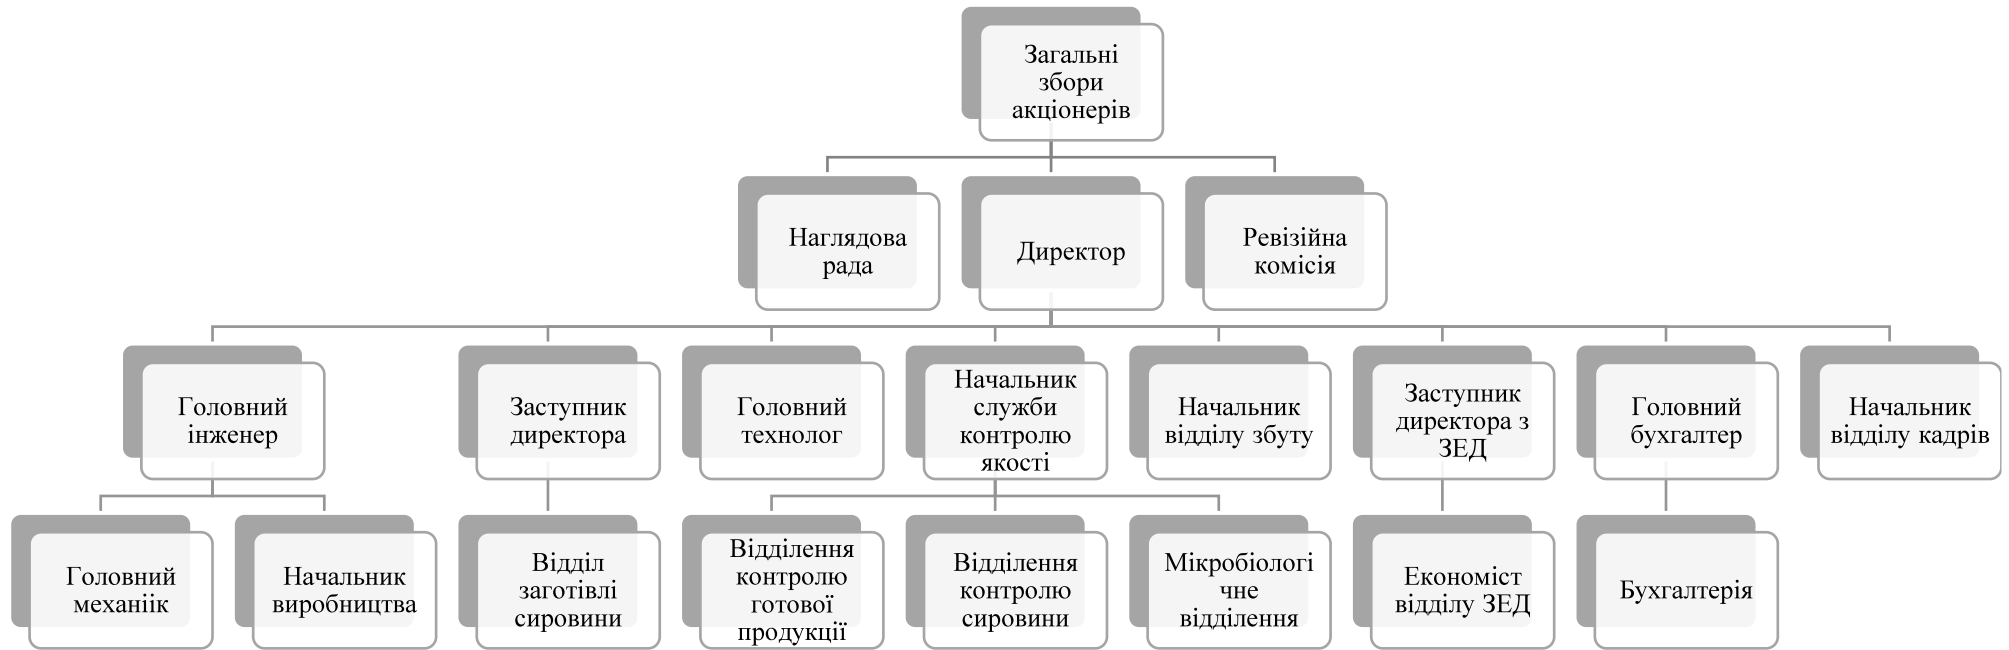 Загальні
збори
акціонерів
Наглядова
рада
Директор
Ревізійна
комісія
Головний
інженер
Заступник
директора
Головний
технолог
Начальник
служби
контролю
якості
Начальник
відділу збуту
Заступник
директора з
ЗЕД
Головний
бухгалтер
Начальник
відділу кадрів
Головний
механіік
Начальник
виробництва
Відділ
заготівлі
сировини
Відділення
контролю
готової
продукції
Відділення
контролю
сировини
Мікробіологі
чне
відділення
Економіст
відділу ЗЕД
Бухгалтерія